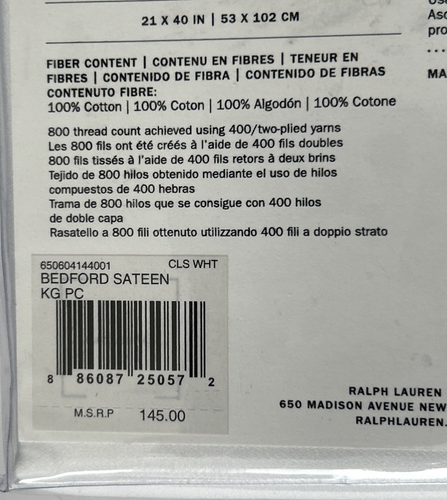 21 X 40 IN | 53 X 102 CM
FIBER CONTENT | CONTENU EN FIBRES | TENEUR EN
FIBRES | CONTENIDO DE FIBRA | CONTENIDO DE FIBRAS
CONTENUTO FIBRE:
100% Cotton | 100% Coton | 100% Algodón | 100% Cotone
800 thread count achieved using 400/two-plied yarns
Les 800 fils ont été créés à l'aide de 400 fils doubles
800 fils tissés à l'aide de 400 fils retors à deux brins
Tejido de 800 hilos obtenido mediante el uso de hilos
compuestos de 400 hebras
Trama de 800 hilos que se consigue con 400 hilos
de doble capa
Rasatello a 800 fili ottenuto utilizzando 400 fili a doppio strato
650604144001 CLS WHT
BEDFORD SATEEN
KG PC
8 86087 25057 2
M.S.R.P 145.00
Asc
pro
MA
RALPH LAUREN
650 MADISON AVENUE NEW
RALPHLAUREN.